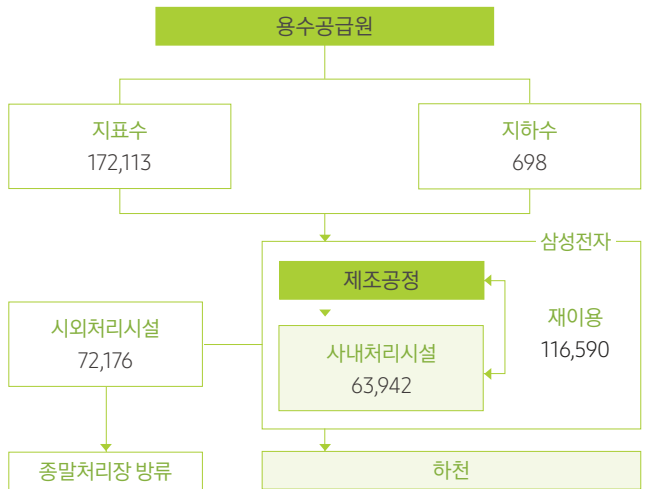 용수공급원
지표수
172,113
지하수
698
삼성전자
제조공정
재이용
116,590
시외처리시설
72,176
사내처리시설
63,942
종말처리장 방류
하천